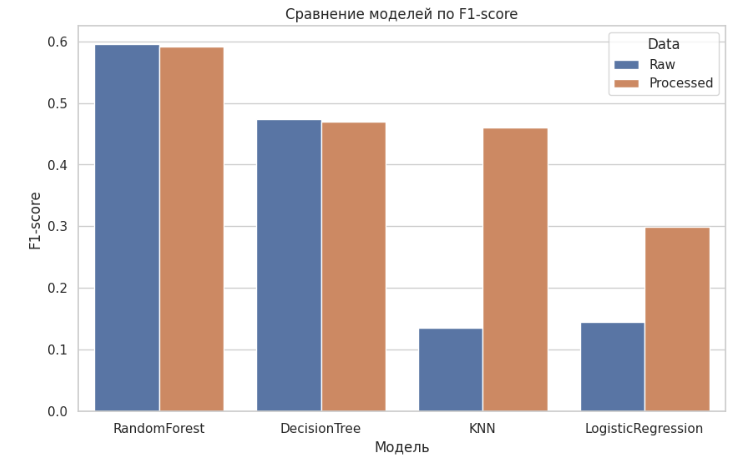 Сравнение моделей по F1-score
Data
Raw
Processed
F1-score
0.6
0.5
0.4
0.3
0.2
0.1
0.0
RandomForest
DecisionTree
KNN
LogisticRegression
Модель